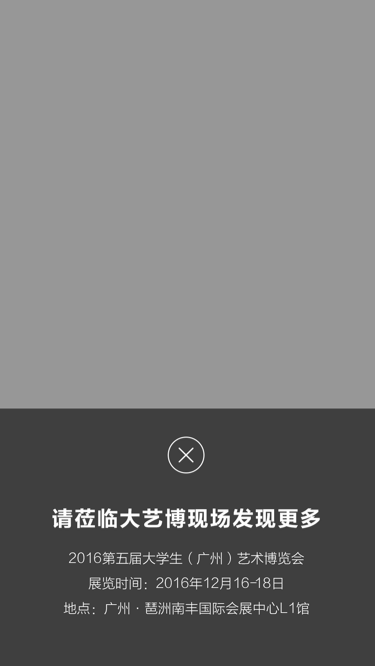 请莅临大艺博现场发现更多
2016第五届大学生（广州）艺术博览会
展览时间：2016年12月16-18日
地点：广州·琶洲南丰国际会展中心L1馆